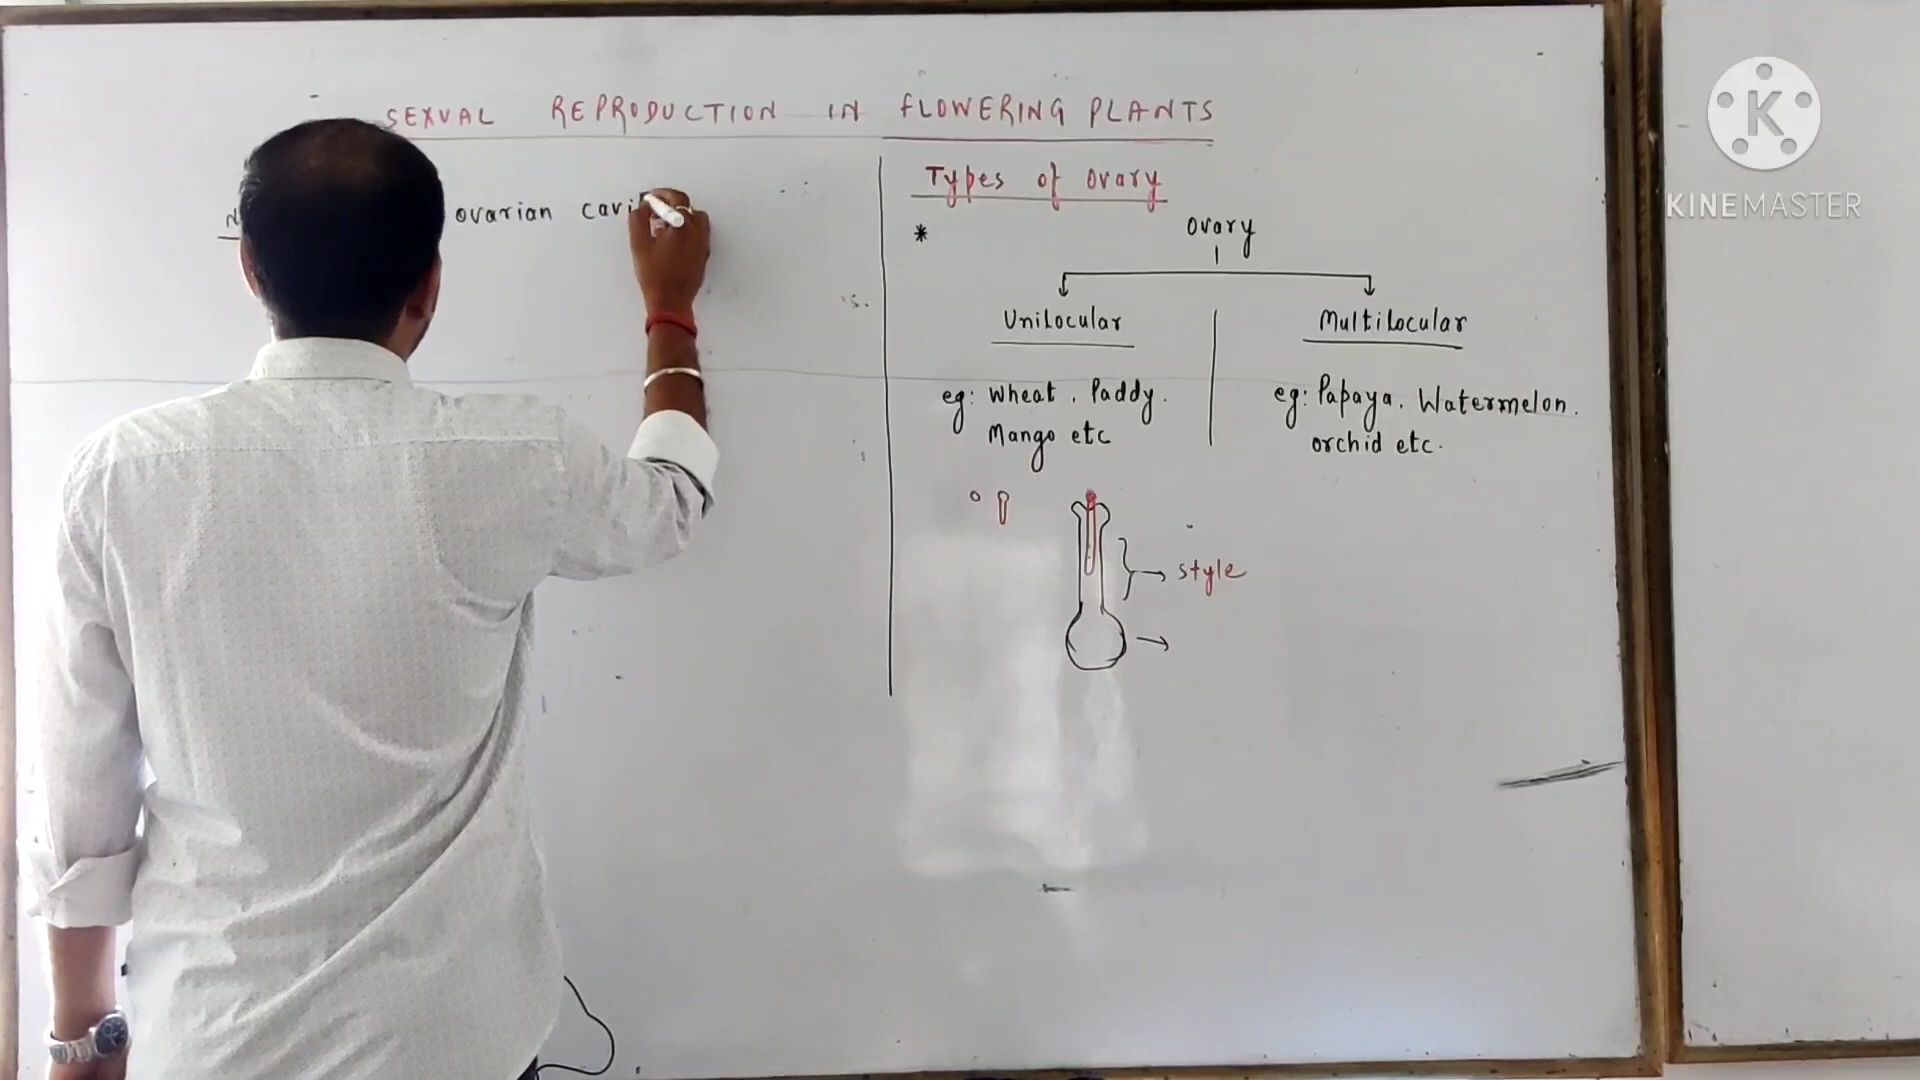 SEXUAL REPRODUCTION IN FLOWERING PLANTS
ovarian cavi
Types of ovary
* ovary
Unilocular
Multilocular
eg: Wheat, Paddy.
Mango etc
eg: Papaya, Watermelon.
orchid etc.
style
K
KINEMASTER